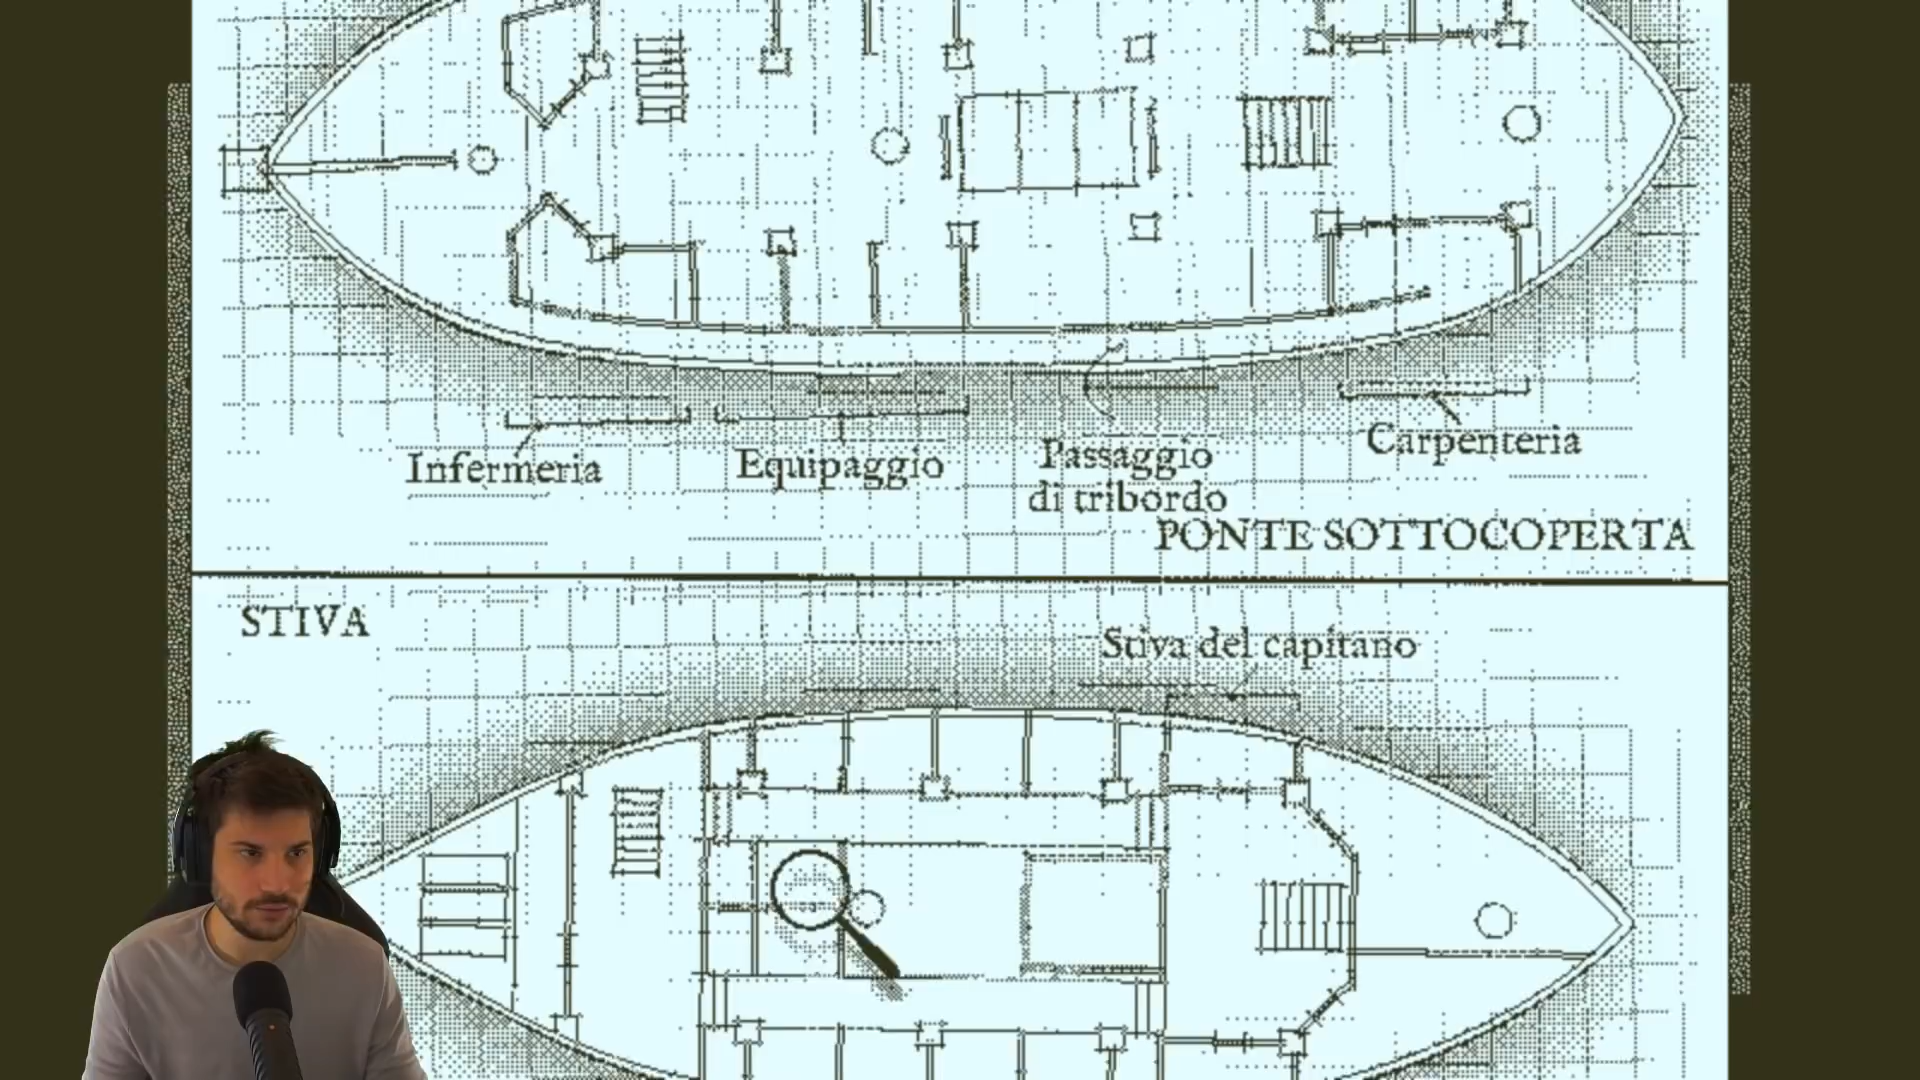 Infermeria
Equipaggio
Passaggio
di tribordo
Carpenteria
PONTE SOTTOCOPERTA
STIVA
Stiva del capitano